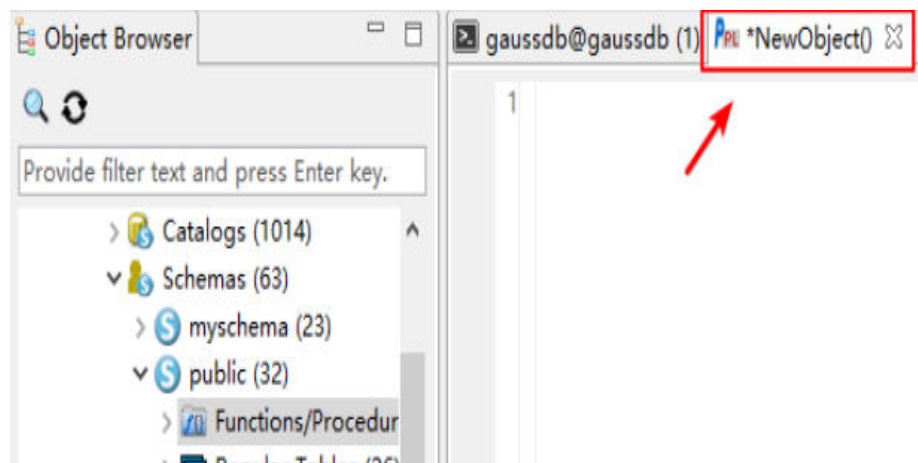 Object Browser
gaussdb@gaussdb (1)
PL *NewObject()
1
Provide filter text and press Enter key.
Catalogs (1014)
Schemas (63)
myschema (23)
public (32)
Functions/Procedur